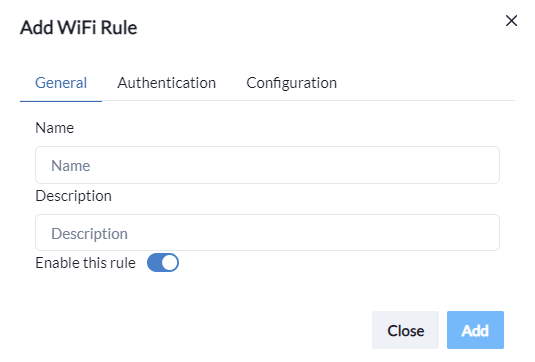 Add WiFi Rule
General Authentication Configuration
Name
Name
Description
Description
Enable this rule
Close Add